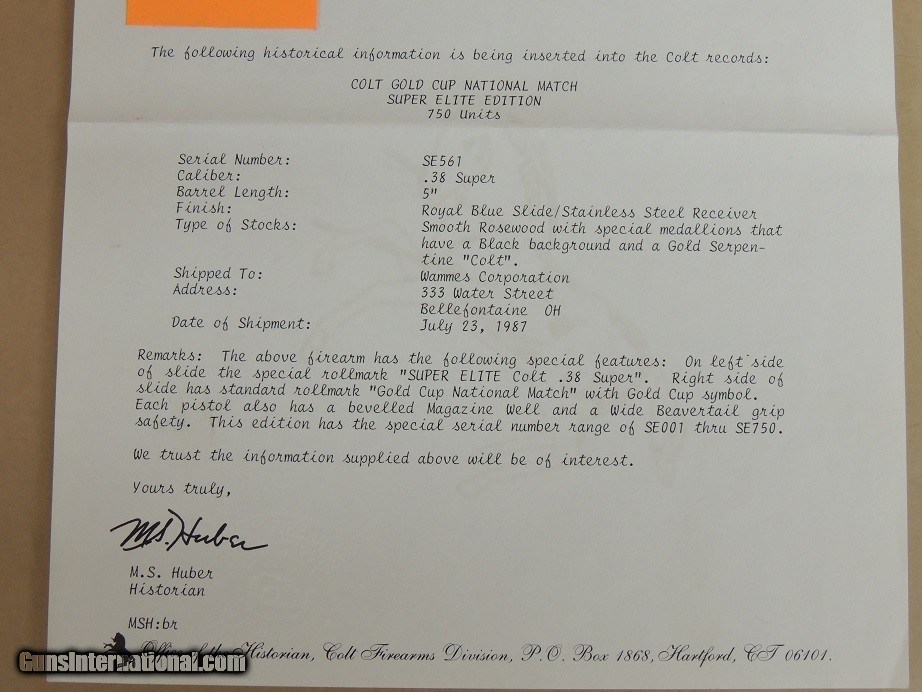 The following historical information is being inserted into the Colt records:
COLT GOLD CUP NATIONAL MATCH
SUPER ELITE EDITION
750 Units
Serial Number: SE561
Caliber: .38 Super
Barrel Length: 5"
Finish: Royal Blue Slide/Stainless Steel Receiver
Type of Stocks: Smooth Rosewood with special medallions that
have a Black background and a Gold Serpen-
tine "Colt".
Shipped To: Wammes Corporation
Address: 333 Water Street
Bellefontaine OH
Date of Shipment: July 23, 1987
Remarks: The above firearm has the following special features: On left side
of slide the special rollmark "SUPER ELITE Colt .38 Super". Right side of
slide has standard rollmark "Gold Cup National Match" with Gold Cup symbol.
Each pistol also has a bevelled Magazine Well and a Wide Beavertail grip
safety. This edition has the special serial number range of SE001 thru SE750.
We trust the information supplied above will be of interest.
Yours truly,
M.S. Huber
M.S. Huber
Historian
MSH:br
Office of the Historian, Colt Firearms Division, P.O. Box 1868, Hartford, CT 06101.
GunsInternational.com